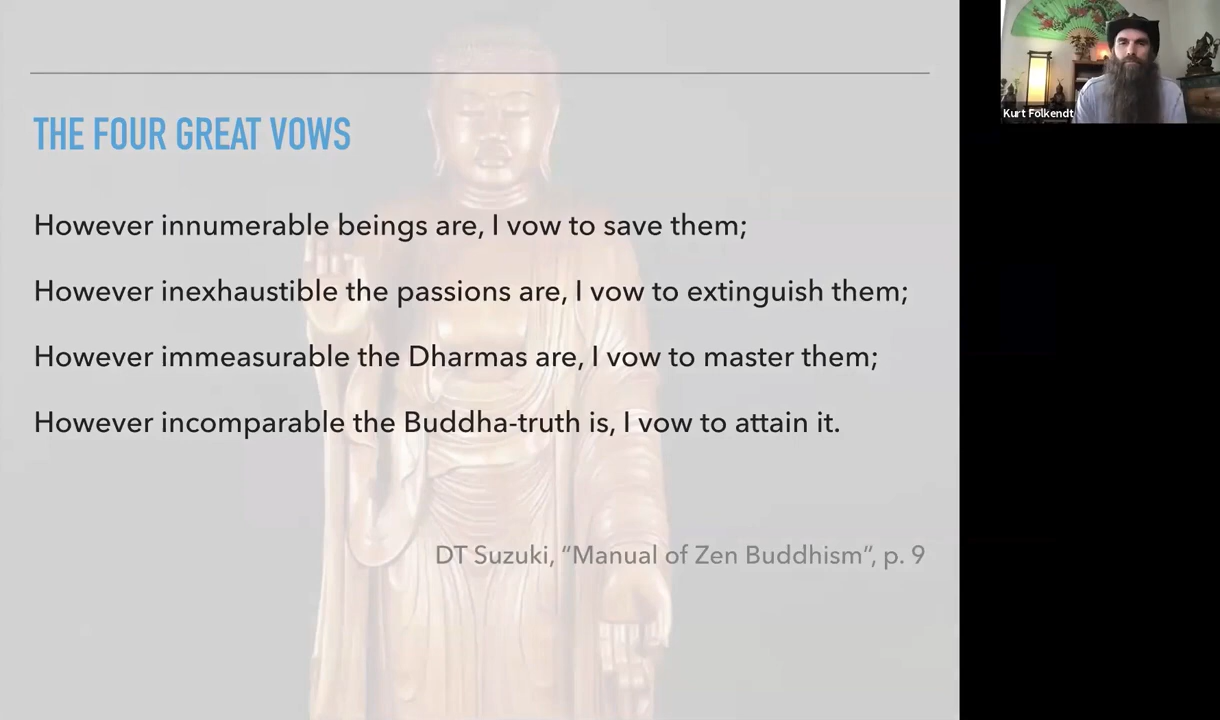 THE FOUR GREAT VOWS
However innumerable beings are, I vow to save them;
However inexhaustible the passions are, I vow to extinguish them;
However immeasurable the Dharmas are, I vow to master them;
However incomparable the Buddha-truth is, I vow to attain it.
DT Suzuki, “Manual of Zen Buddhism”, p. 9
Kurt Folkendt